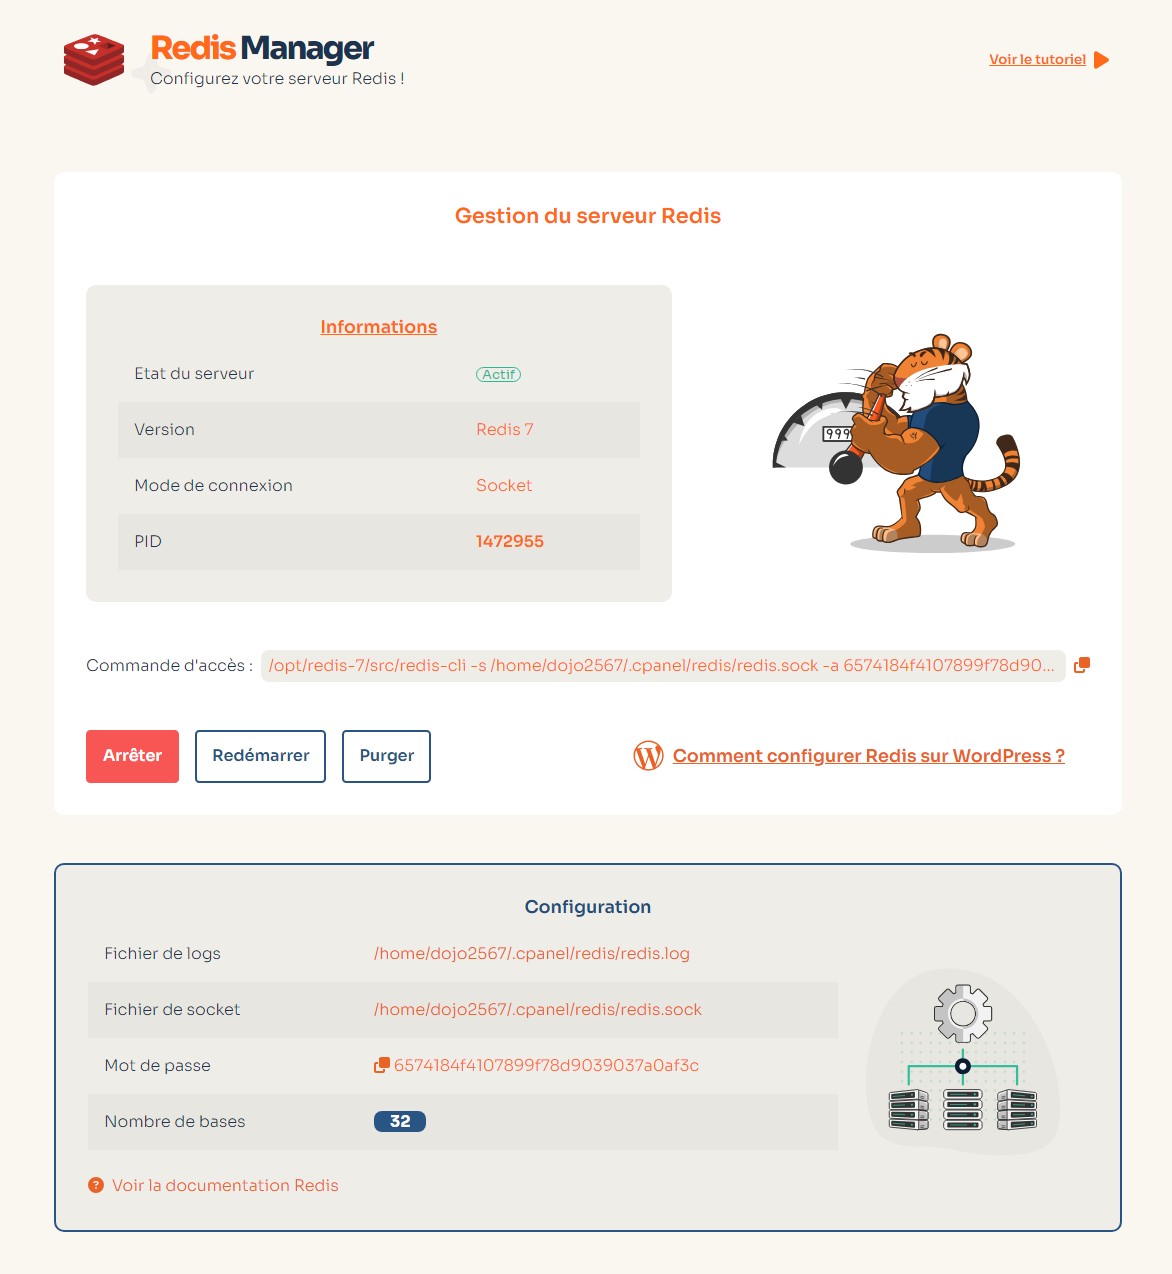 Redis Manager
Configurez votre serveur Redis !
Voir le tutoriel
Gestion du serveur Redis
Informations
Etat du serveur Actif
Version Redis 7
Mode de connexion Socket
PID 1472955
999
Commande d'accès : /opt/redis-7/src/redis-cli -s /home/dojo2567/.cpanel/redis/redis.sock -a 6574184f4107899f78d90...
Arrêter Redémarrer Purger
Comment configurer Redis sur WordPress ?
Configuration
Fichier de logs /home/dojo2567/.cpanel/redis/redis.log
Fichier de socket /home/dojo2567/.cpanel/redis/redis.sock
Mot de passe 6574184f4107899f78d9039037a0af3c
Nombre de bases 32
? Voir la documentation Redis